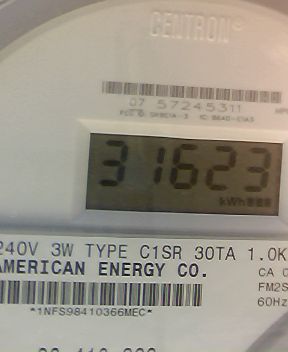 CENTRON®
07 57245311
31623
kWh
240V 3W TYPE C1SR 30TA 1.0K
AMERICAN ENERGY CO.
CA 0
FM2S
60Hz
*1NFS98410366MEC*